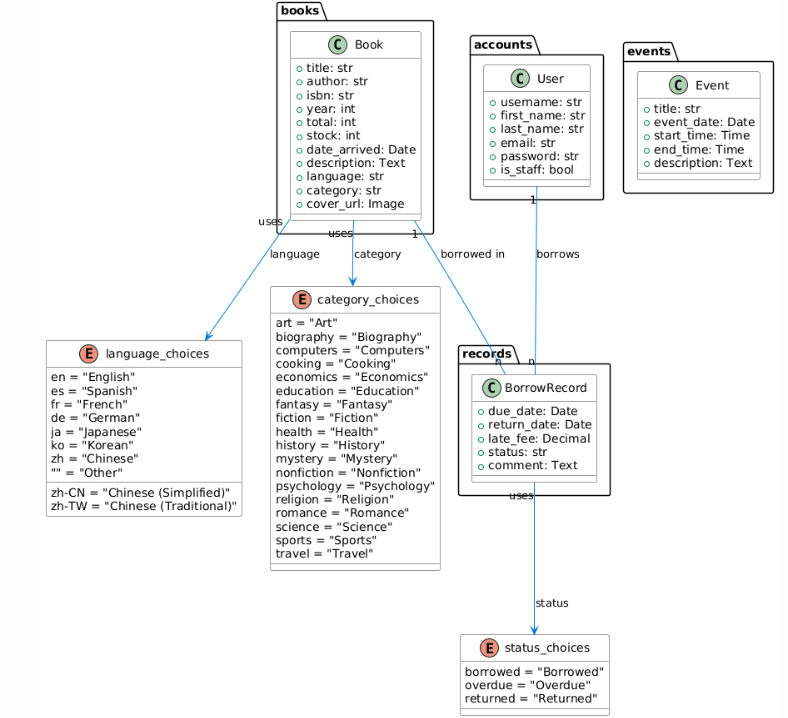 books
C Book
title: str
author: str
isbn: str
year: int
total: int
stock: int
date_arrived: Date
description: Text
language: str
category: str
cover_url: Image
accounts
C User
username: str
first_name: str
last_name: str
email: str
password: str
is_staff: bool
events
C Event
title: str
event_date: Date
start_time: Time
end_time: Time
description: Text
uses
uses
1
1
language
category
borrowed in
borrows
E language_choices
en = "English"
es = "Spanish"
fr = "French"
de = "German"
ja = "Japanese"
ko = "Korean"
zh = "Chinese"
"" = "Other"
zh-CN = "Chinese (Simplified)"
zh-TW = "Chinese (Traditional)"
E category_choices
art = "Art"
biography = "Biography"
computers = "Computers"
cooking = "Cooking"
economics = "Economics"
education = "Education"
fantasy = "Fantasy"
fiction = "Fiction"
health = "Health"
history = "History"
mystery = "Mystery"
nonfiction = "Nonfiction"
psychology = "Psychology"
religion = "Religion"
romance = "Romance"
science = "Science"
sports = "Sports"
travel = "Travel"
records
n
n
C BorrowRecord
due_date: Date
return_date: Date
late_fee: Decimal
status: str
comment: Text
uses
status
E status_choices
borrowed = "Borrowed"
overdue = "Overdue"
returned = "Returned"